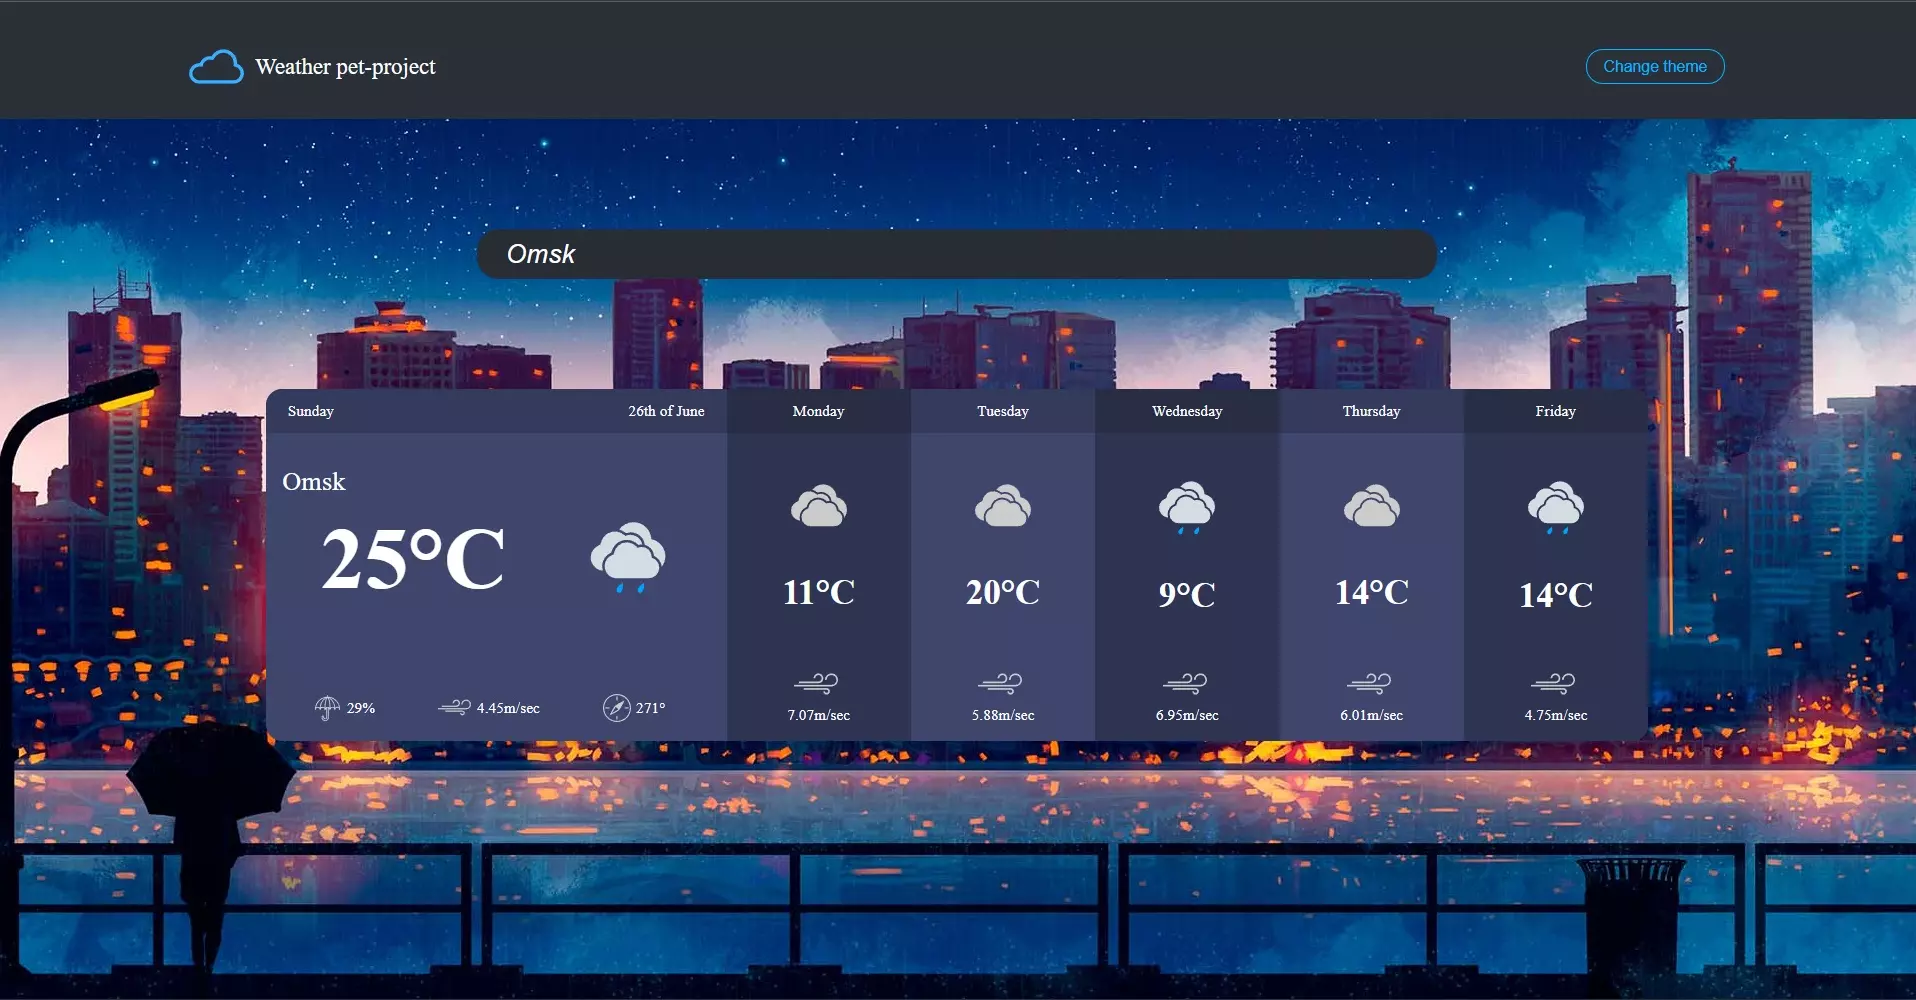 Weather pet-project
Change theme
Omsk
Sunday
26th of June
Omsk
25°C
29%
4.45m/sec
271°
Monday
11°C
7.07m/sec
Tuesday
20°C
5.88m/sec
Wednesday
9°C
6.95m/sec
Thursday
14°C
6.01m/sec
Friday
14°C
4.75m/sec